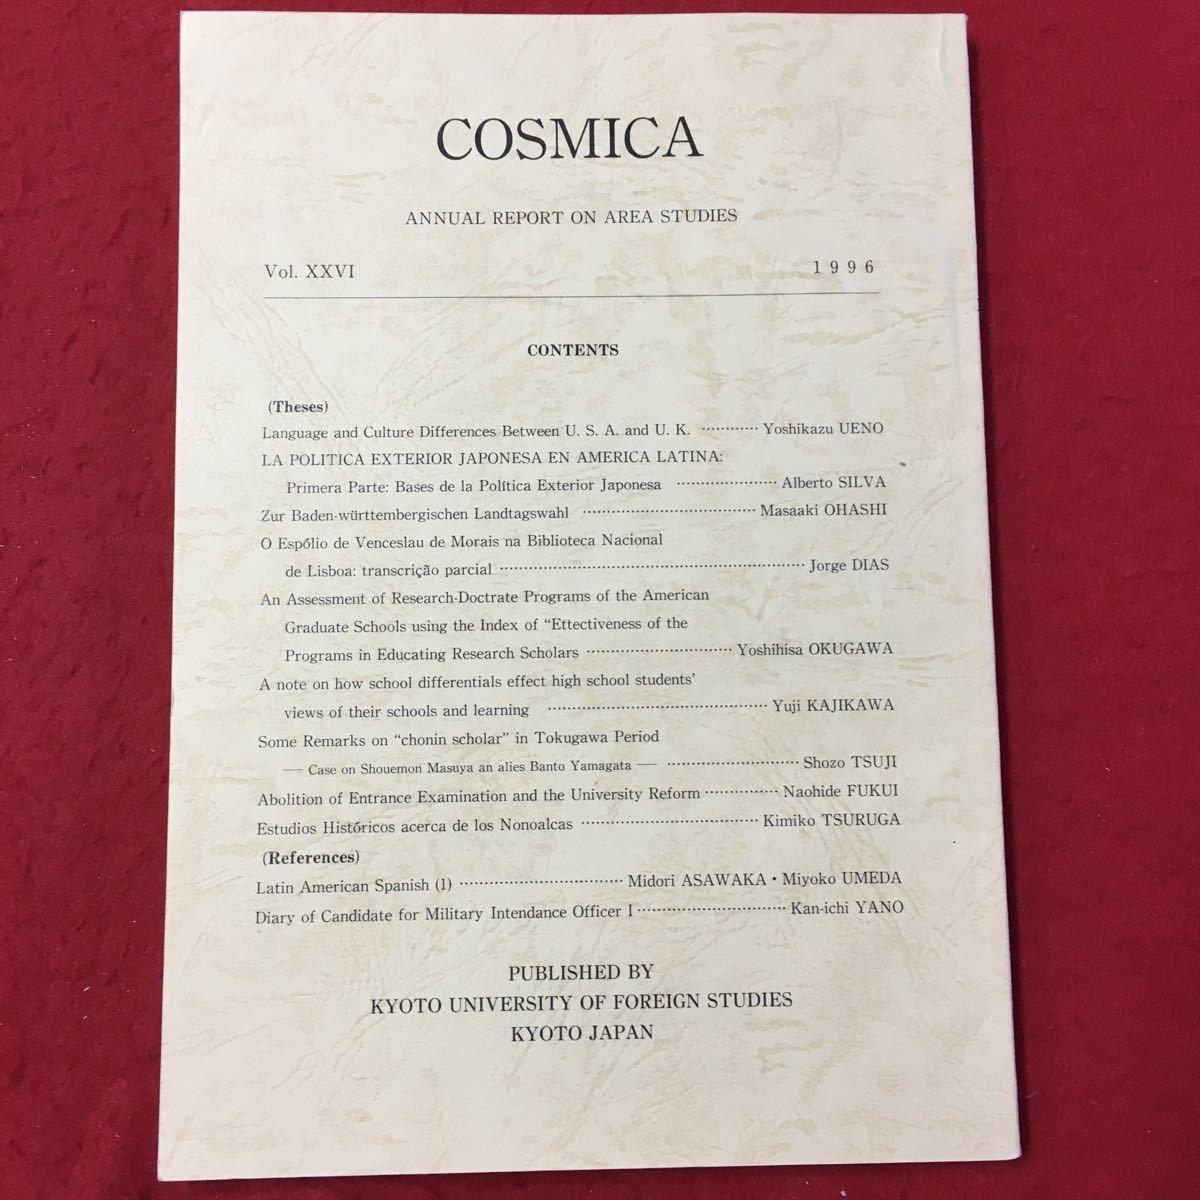 COSMICA
ANNUAL REPORT ON AREA STUDIES
Vol. XXVI 1996
CONTENTS
(Theses)
Language and Culture Differences Between U. S. A. and U. K. ············ Yoshikazu UENO
LA POLITICA EXTERIOR JAPONESA EN AMERICA LATINA:
Primera Parte: Bases de la Política Exterior Japonesa ····················· Alberto SILVA
Zur Baden-württembergischen Landtagswahl ··································· Masaaki OHASHI
O Espólio de Venceslau de Morais na Biblioteca Nacional
de Lisboa: transcrição parcial ······························································ Jorge DIAS
An Assessment of Research-Doctrate Programs of the American
Graduate Schools using the Index of “Ettectiveness of the
Programs in Educating Research Scholars ······························ Yoshihisa OKUGAWA
A note on how school differentials effect high school students’
views of their schools and learning ············································· Yuji KAJIKAWA
Some Remarks on “chonin scholar” in Tokugawa Period
— Case on Shouemon Masuya an alies Banto Yamagata — ··························· Shozo TSUJI
Abolition of Entrance Examination and the University Reform ··············· Naohide FUKUI
Estudios Históricos acerca de los Nonoalcas ···································· Kimiko TSURUGA
(References)
Latin American Spanish (1) ································· Midori ASAWAKA・Miyoko UMEDA
Diary of Candidate for Military Intendance Officer I ······························ Kan-ichi YANO
PUBLISHED BY
KYOTO UNIVERSITY OF FOREIGN STUDIES
KYOTO JAPAN